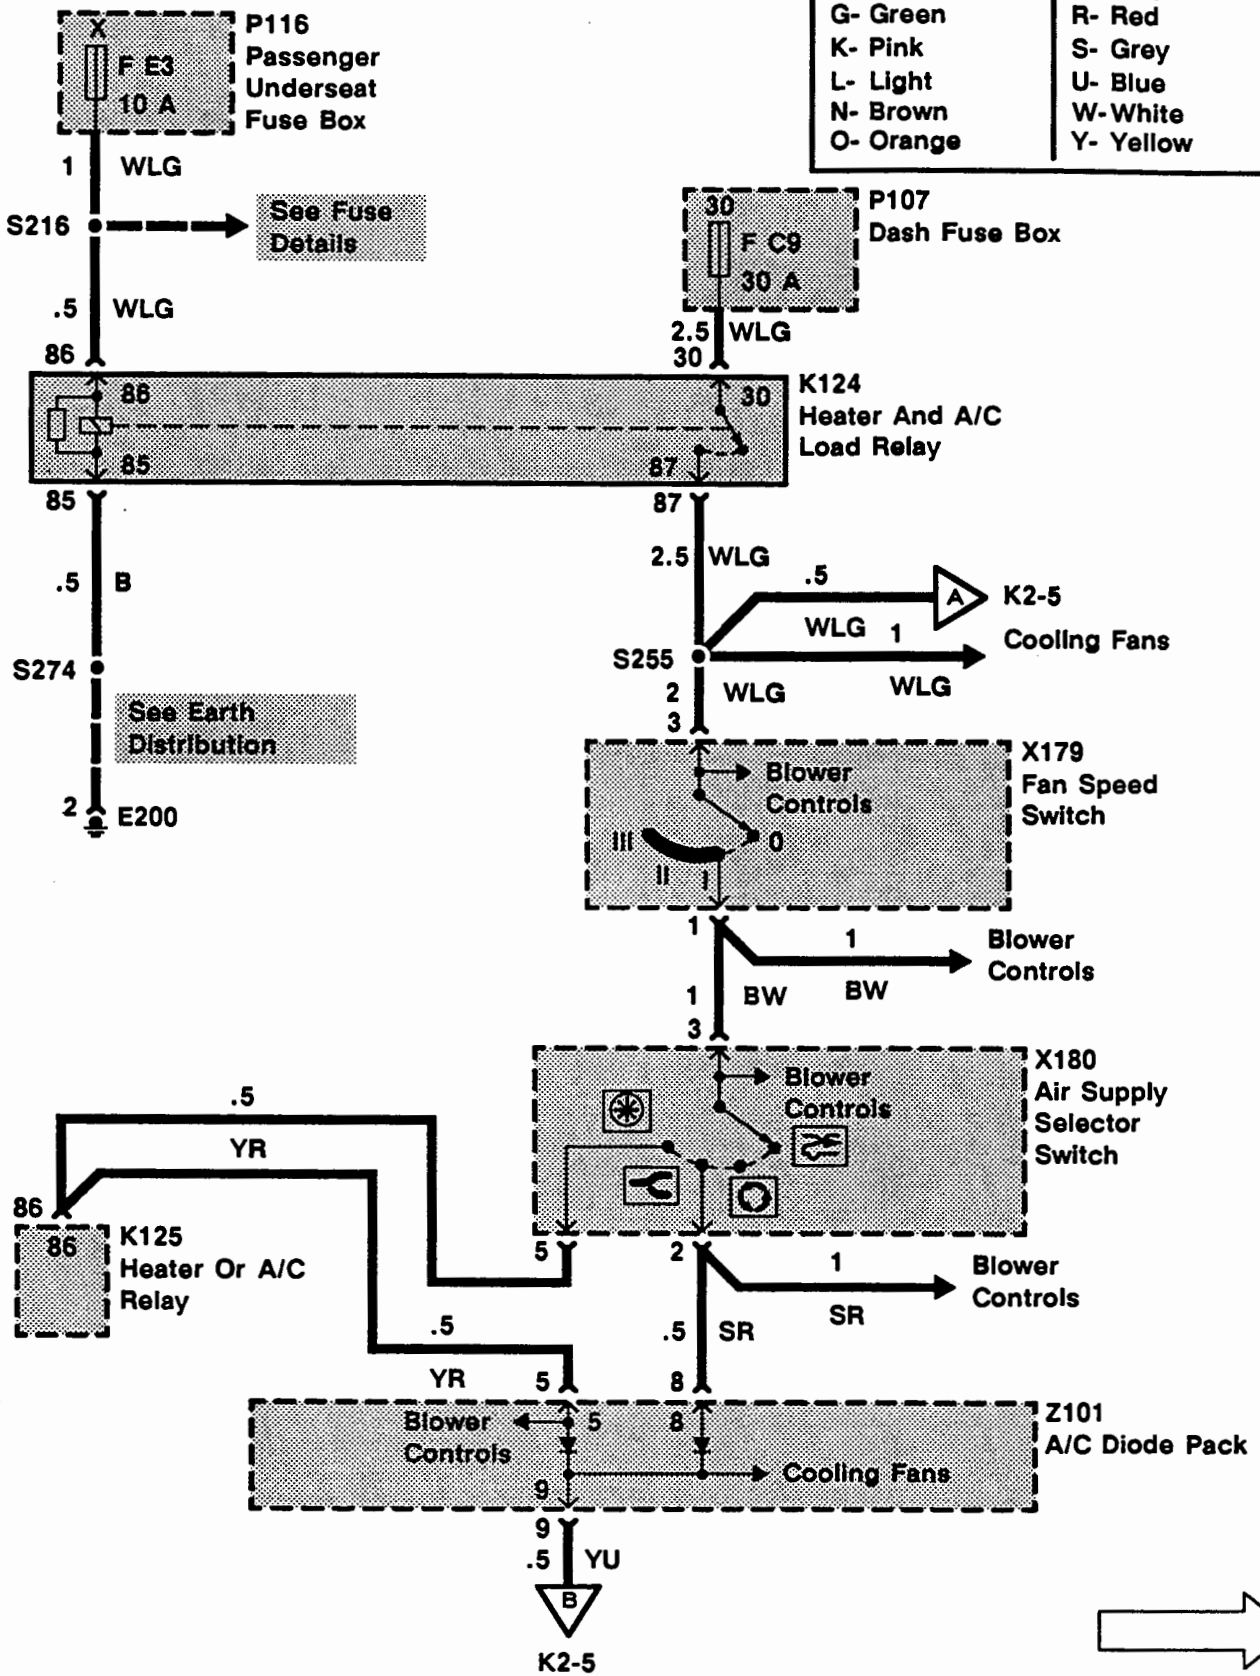 G- Green
R- Red
K- Pink
S- Grey
L- Light
U- Blue
N- Brown
W- White
O- Orange
Y- Yellow
X
F E3
10 A
P116
Passenger
Underseat
Fuse Box
1 WLG
S216
See Fuse
Details
30
F C9
30 A
P107
Dash Fuse Box
.5 WLG
2.5 WLG
86
30
86
30
85
87
K124
Heater And A/C
Load Relay
85
87
.5 B
2.5 WLG
.5
WLG
A
K2-5
S255
1
WLG
Cooling Fans
S274
See Earth
Distribution
2 WLG
3
2 E200
Blower
Controls
III
II
I
0
X179
Fan Speed
Switch
1
1
BW
Blower
Controls
1 BW
3
Blower
Controls
X180
Air Supply
Selector
Switch
.5
YR
86
86
K125
Heater Or A/C
Relay
5
2
1
SR
Blower
Controls
.5
YR
.5 SR
5
8
Blower
Controls
5
8
Cooling Fans
9
Z101
A/C Diode Pack
9
.5 YU
B
K2-5